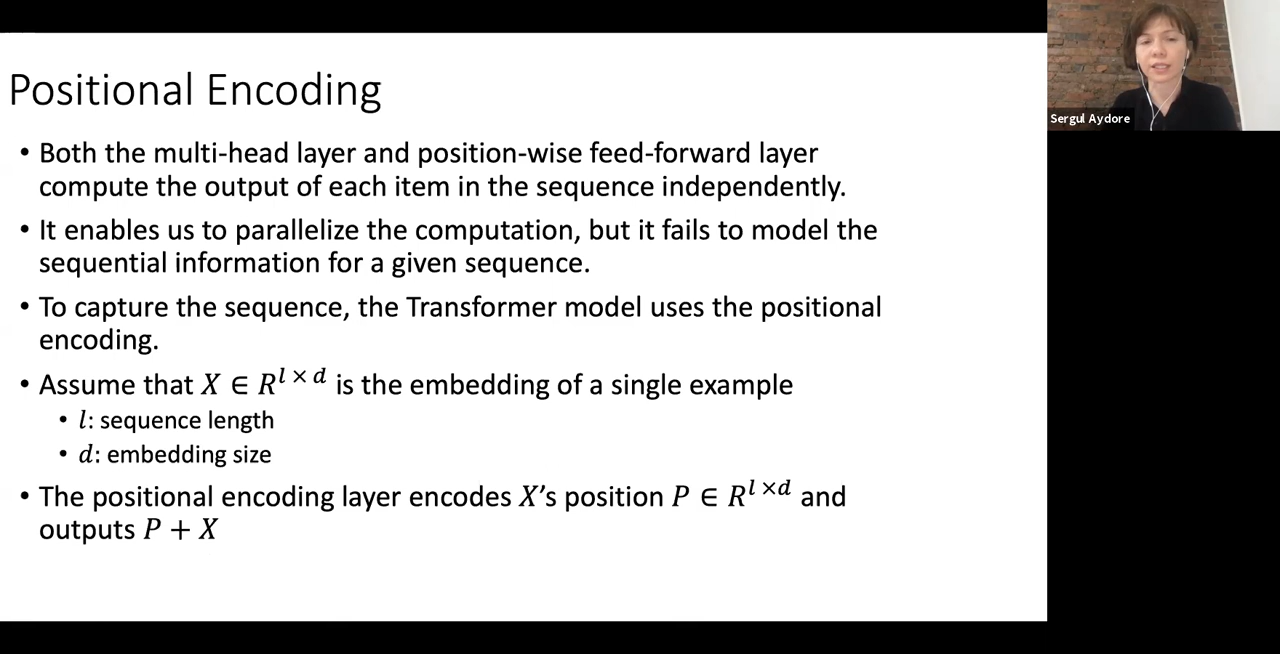 Positional Encoding
• Both the multi-head layer and position-wise feed-forward layer
compute the output of each item in the sequence independently.
• It enables us to parallelize the computation, but it fails to model the
sequential information for a given sequence.
• To capture the sequence, the Transformer model uses the positional
encoding.
• Assume that X ∈ R^{l × d} is the embedding of a single example
• l: sequence length
• d: embedding size
• The positional encoding layer encodes X's position P ∈ R^{l × d} and
outputs P + X
Sergul Aydore